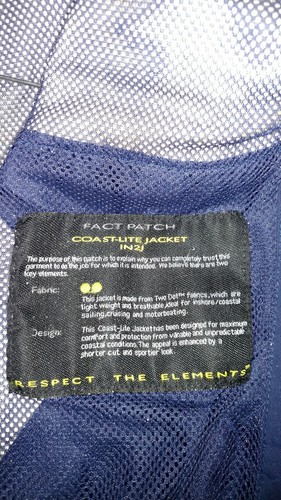 FACT PATCH
COAST-LITE JACKET
IN2J
The purpose of this patch is to explain why you can completely trust this
garment to do the job for which it is intended. We believe there are two
key elements.
Fabric:
This jacket is made from Two Dot™ fabrics, which are
light weight and breathable, ideal for inshore/coastal
sailing, cruising and motorboating.
Design:
This Coast-Lite Jacket has been designed for maximum
comfort and protection from variable and unpredictable
coastal conditions. The appeal is enhanced by a
shorter cut and sportier look
RESPECT THE ELEMENTS®